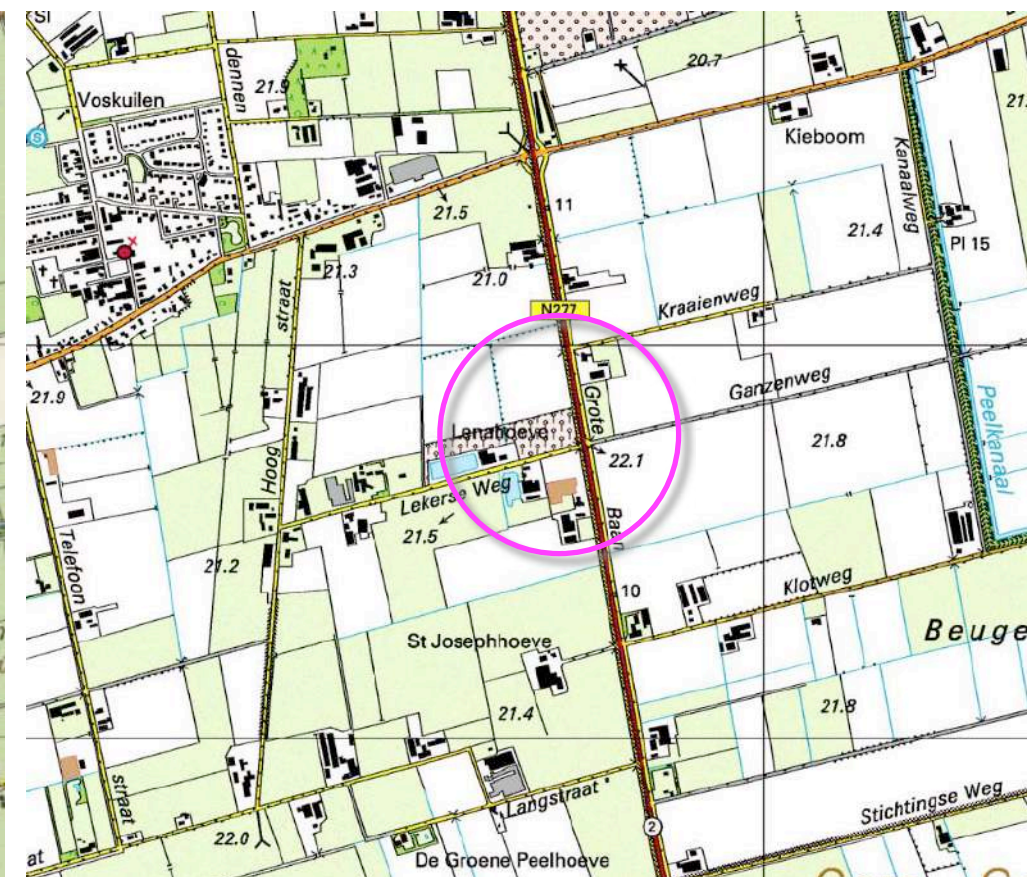 Sl
dennen
21.9
20.7
21.
Voskuilen
S
Kieboom
Kanaalweg
11
21.5
21.4
Pl 15
straat
21.3
21.0
N277
Kraaienweg
21.9
Grote
Ganzenweg
Peelkanaal
Lenahoeve
21.8
22.1
Hoog
Lekerse Weg
21.5
Baan
Telefoon
21.2
Klotweg
10
St Josephhoeve
Beuge
21.4
21.8
straat
Langstraat
Stichtingse Weg
22.0
2
at
De Groene Peelhoeve